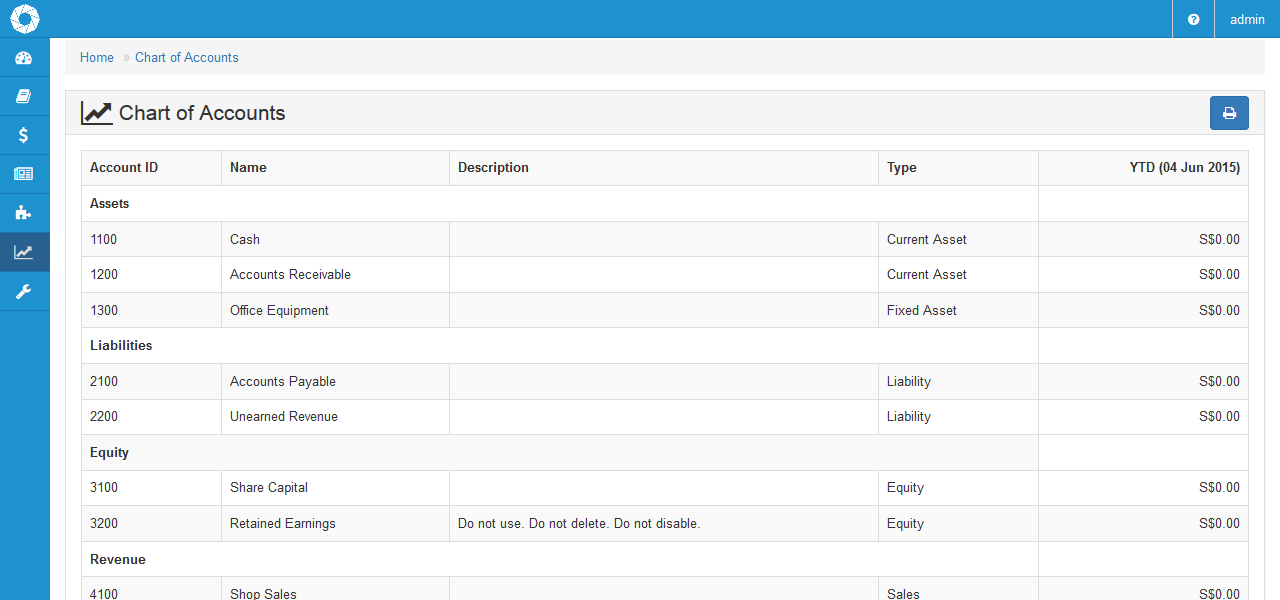 admin
Home » Chart of Accounts
Chart of Accounts
Account ID Name Description Type YTD (04 Jun 2015)
Assets
1100 Cash Current Asset S$0.00
1200 Accounts Receivable Current Asset S$0.00
1300 Office Equipment Fixed Asset S$0.00
Liabilities
2100 Accounts Payable Liability S$0.00
2200 Unearned Revenue Liability S$0.00
Equity
3100 Share Capital Equity S$0.00
3200 Retained Earnings Do not use. Do not delete. Do not disable. Equity S$0.00
Revenue
4100 Shop Sales Sales S$0.00